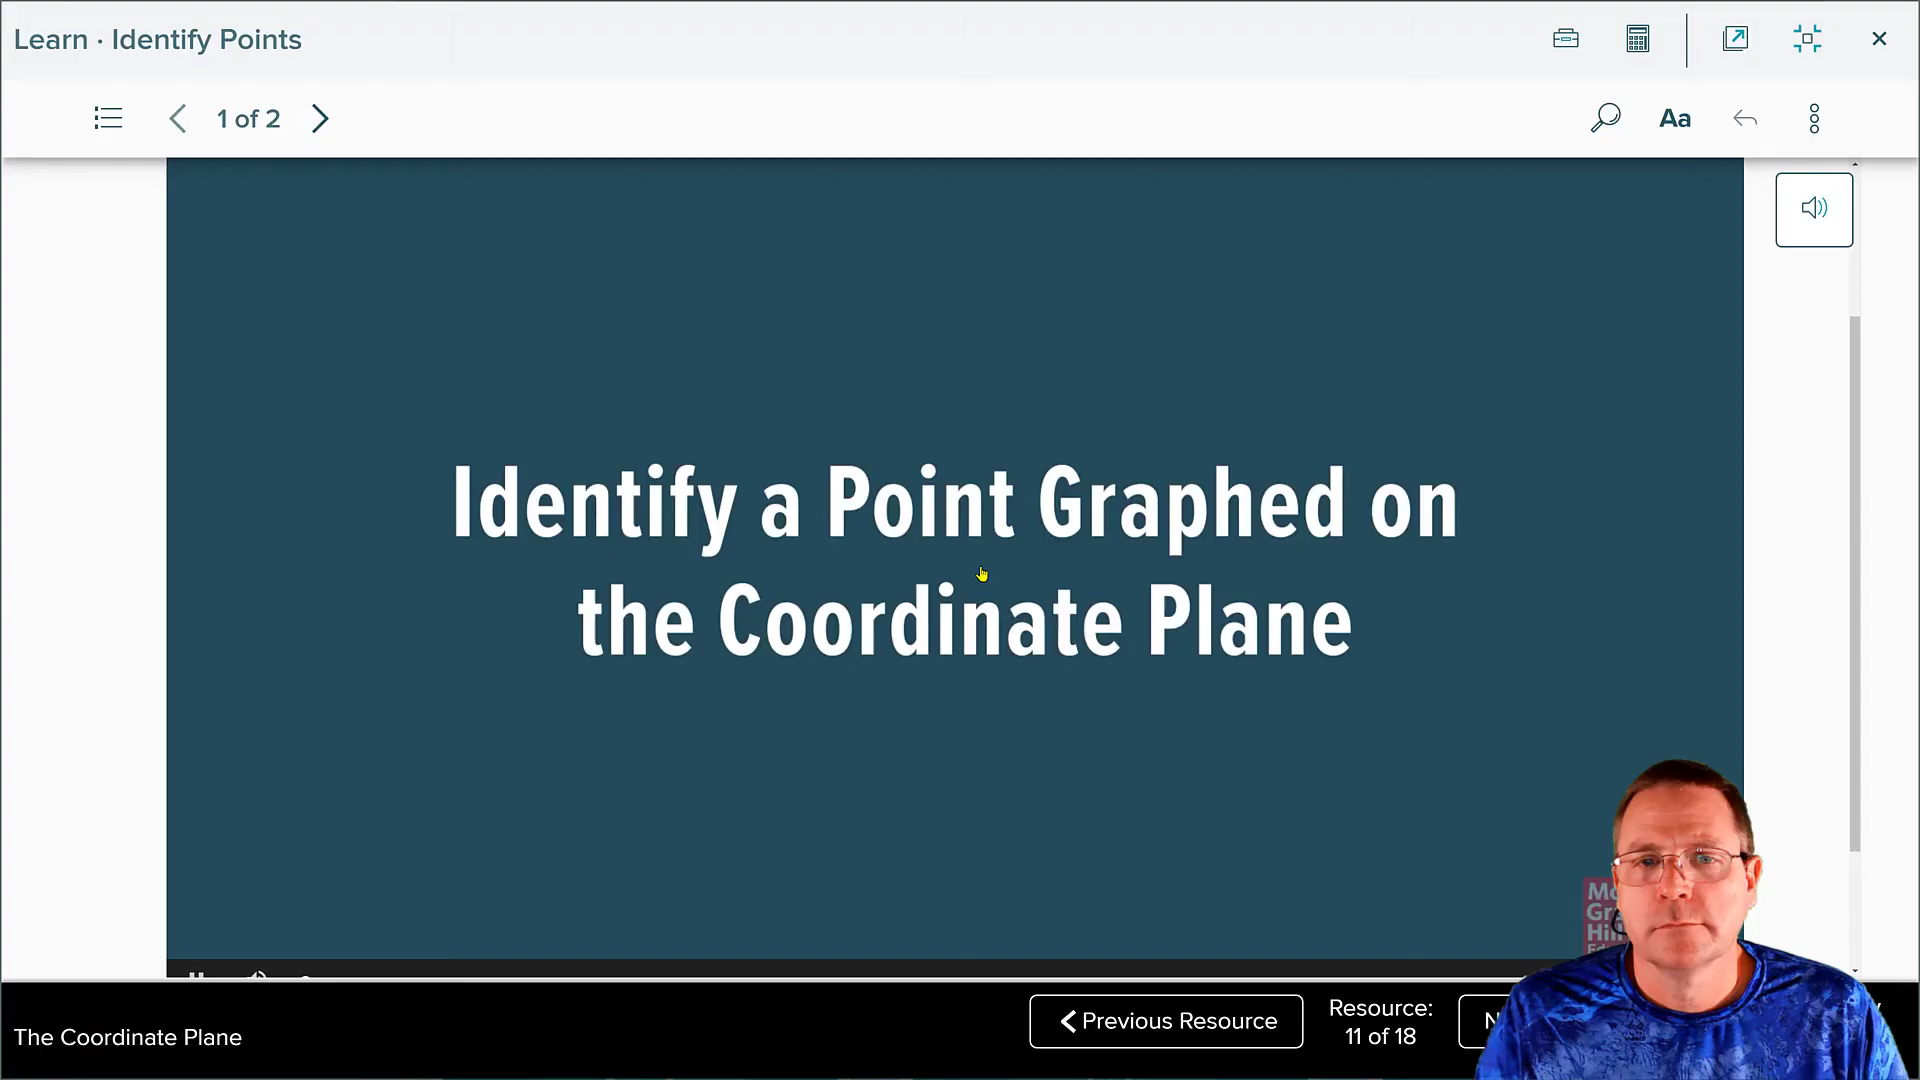 Learn · Identify Points
1 of 2
Aa
Identify a Point Graphed on
the Coordinate Plane
The Coordinate Plane
Previous Resource
Resource:
11 of 18